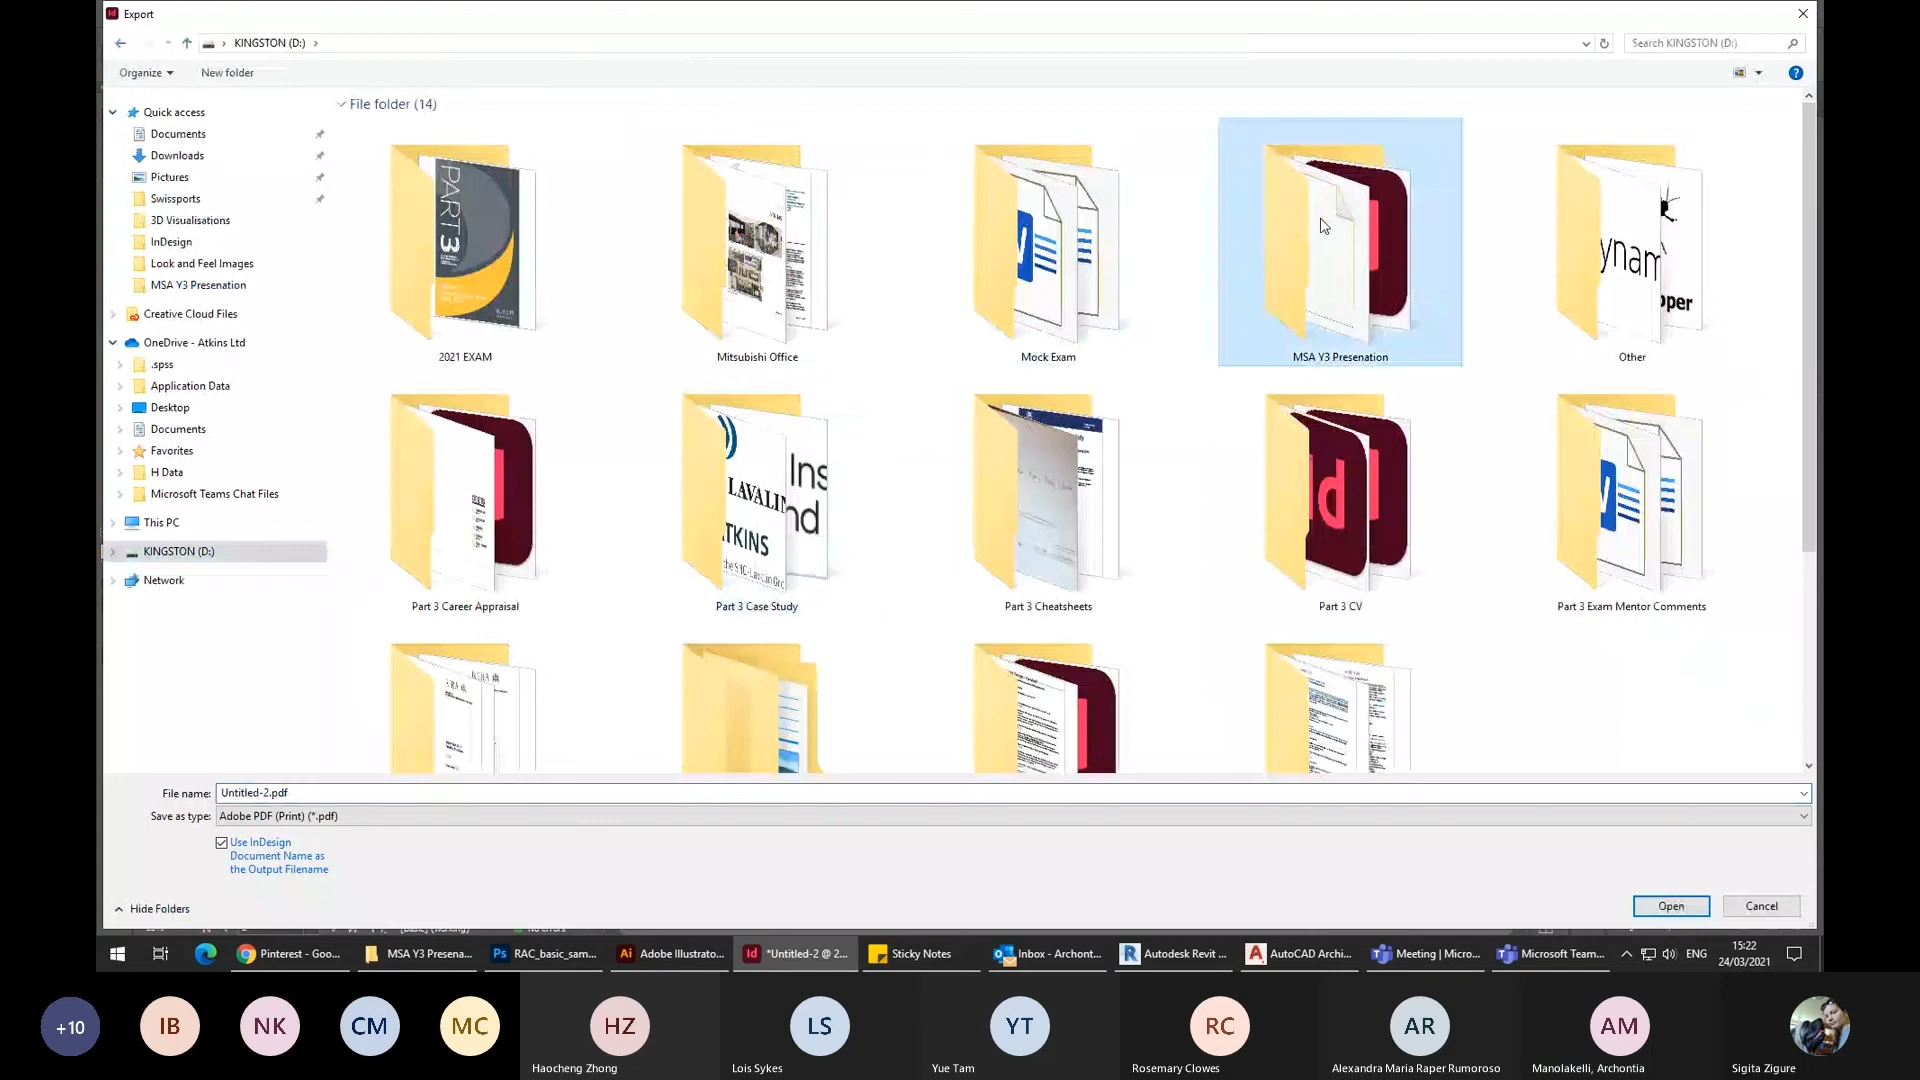 Export
KINGSTON (D:)
Search KINGSTON (D:)
Organize
New folder
File folder (14)
Quick access
Documents
Downloads
Pictures
Swissports
3D Visualisations
InDesign
Look and Feel Images
MSA Y3 Presenation
Creative Cloud Files
OneDrive - Atkins Ltd
.spss
Application Data
Desktop
Documents
Favorites
H Data
Microsoft Teams Chat Files
This PC
KINGSTON (D:)
Network
PART 3
2021 EXAM
Mitsubishi Office
Mock Exam
MSA Y3 Presenation
Other
Part 3 Career Appraisal
LAVALIN
Part 3 Case Study
Part 3 Cheatsheets
Part 3 CV
Part 3 Exam Mentor Comments
File name: Untitled-2.pdf
Save as type: Adobe PDF (Print) (*.pdf)
Use InDesign
Document Name as
the Output Filename
Hide Folders
Open
Cancel
Pinterest - Goo...
MSA Y3 Presena...
RAC_basic_sam...
Adobe Illustrato...
*Untitled-2 @ 2...
Sticky Notes
Inbox - Archont...
Autodesk Revit ...
AutoCAD Archi...
Meeting | Micro...
Microsoft Team...
ENG
15:22
24/03/2021
+10
IB
NK
CM
MC
HZ
LS
YT
RC
AR
AM
Haocheng Zhong
Lois Sykes
Yue Tam
Rosemary Clowes
Alexandra Maria Raper Rumoroso
Manolakelli, Archontia
Sigita Zigure